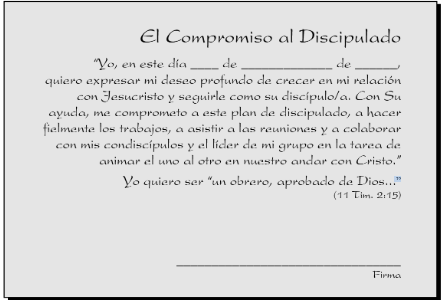 El Compromiso al Discipulado
"Yo, en este día ____ de ______________ de ______,
quiero expresar mi deseo profundo de crecer en mi relación
con Jesucristo y seguirle como su discípulo/a. Con Su
ayuda, me comprometo a este plan de discipulado, a hacer
fielmente los trabajos, a asistir a las reuniones y a colaborar
con mis condiscípulos y el líder de mi grupo en la tarea de
animar el uno al otro en nuestro andar con Cristo."
Yo quiero ser "un obrero, aprobado de Dios..."
(11 Tim. 2:15)
Firma